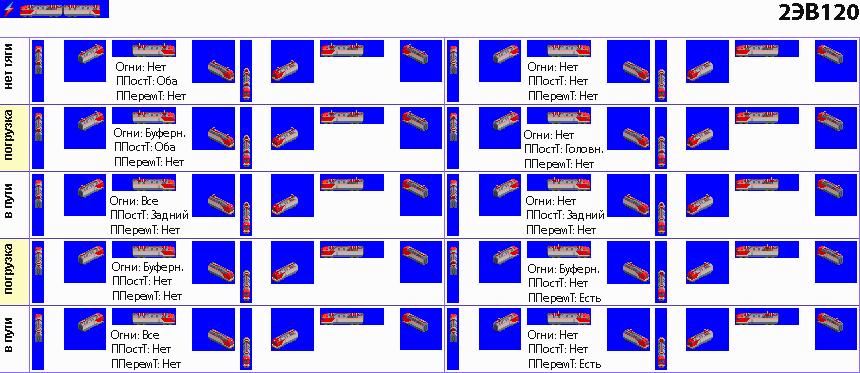 2ЭВ120
нет тяги
Огни: Нет
ППостТ: Оба
ППеремТ: Нет
Огни: Нет
ППостТ: Нет
ППеремТ: Нет
погрузка
Огни: Буферн.
ППостТ: Оба
ППеремТ: Нет
Огни: Нет
ППостТ: Головн.
ППеремТ: Нет
в пути
Огни: Все
ППостТ: Задний
ППеремТ: Нет
Огни: Нет
ППостТ: Задний
ППеремТ: Нет
погрузка
Огни: Буферн.
ППостТ: Нет
ППеремТ: Нет
Огни: Буферн.
ППостТ: Нет
ППеремТ: Есть
в пути
Огни: Все
ППостТ: Нет
ППеремТ: Нет
Огни: Нет
ППостТ: Нет
ППеремТ: Есть